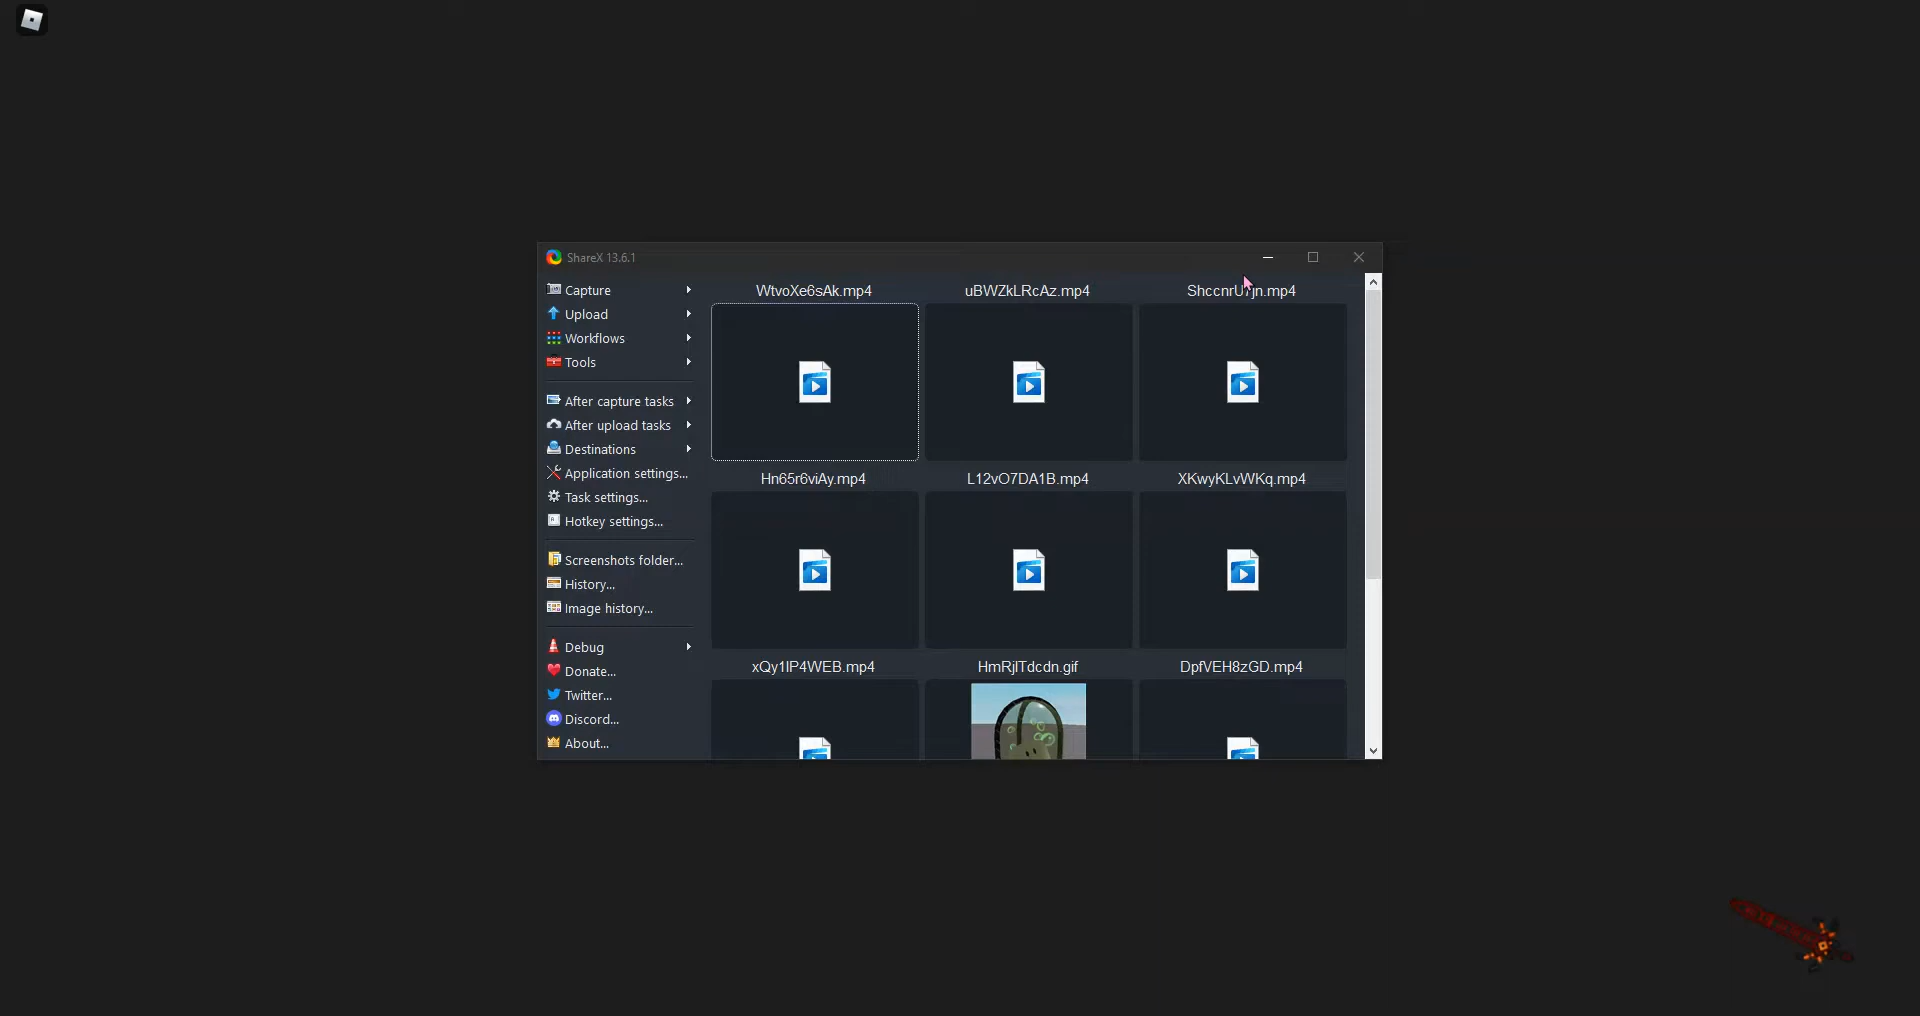 ShareX 13.6.1
Capture
Upload
Workflows
Tools
After capture tasks
After upload tasks
Destinations
Application settings...
Task settings...
Hotkey settings...
Screenshots folder...
History...
Image history...
Debug
Donate...
Twitter...
Discord...
About...
WtvoXe6sAk.mp4
uBWZkLRcAz.mp4
Hn65r6viAy.mp4
L12vO7DA1B.mp4
XKwyKLvWKq.mp4
xQy1IP4WEB.mp4
HmRjlTdcdn.gif
DpfVEH8zGD.mp4